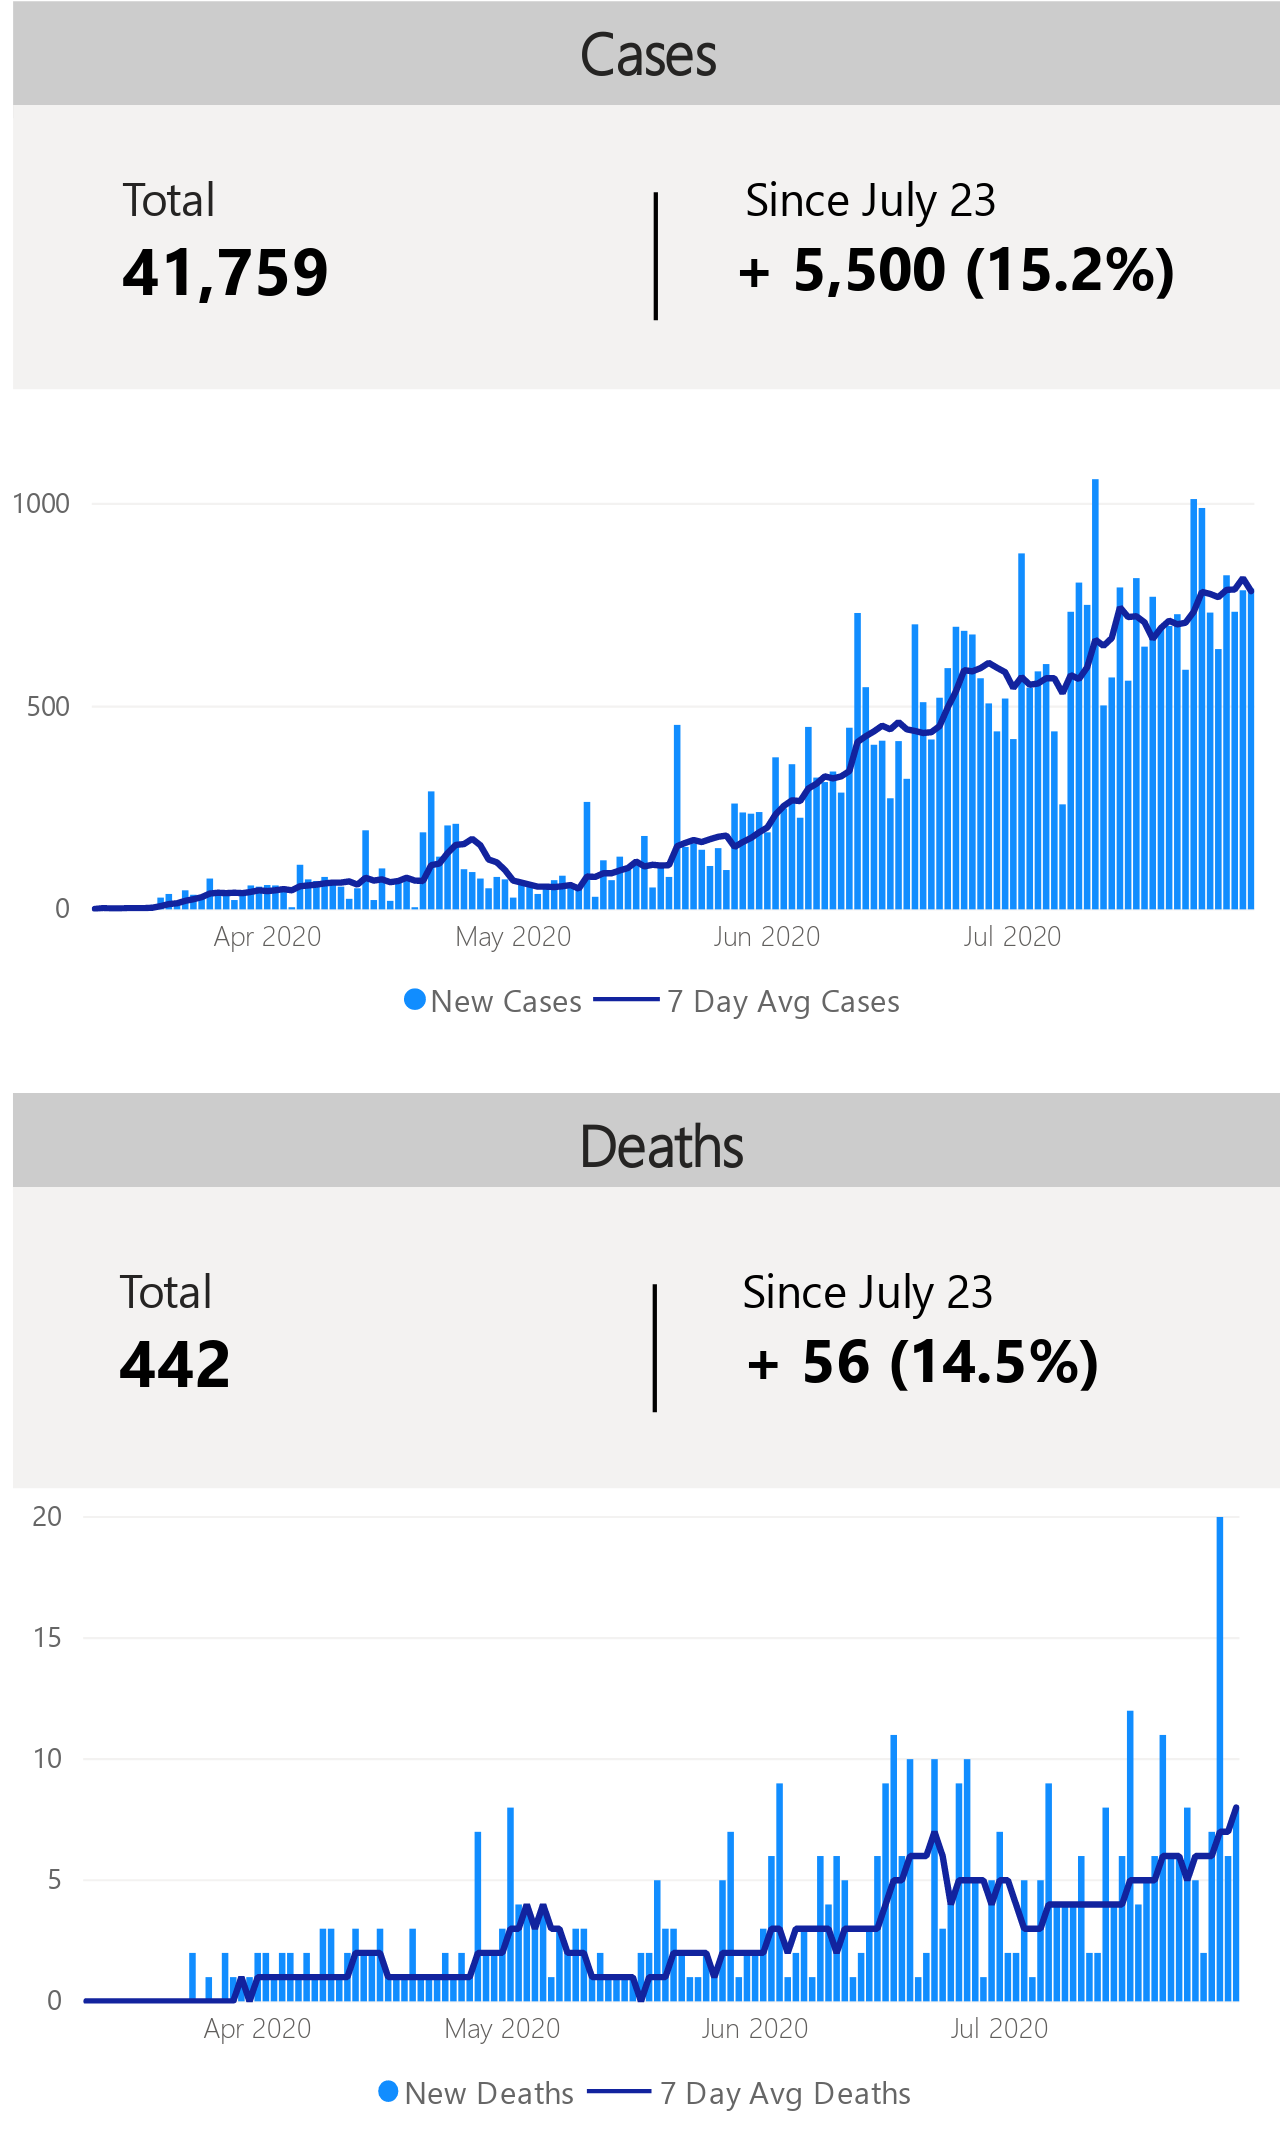 Cases
Total
Since July 23
41,759
+ 5,500 (15.2%)
1000
500
0
Apr 2020 May 2020 Jun 2020 Jul 2020
New Cases 7 Day Avg Cases
Deaths
Total
Since July 23
442
+ 56 (14.5%)
20
15
10
5
0
Apr 2020 May 2020 Jun 2020 Jul 2020
New Deaths 7 Day Avg Deaths